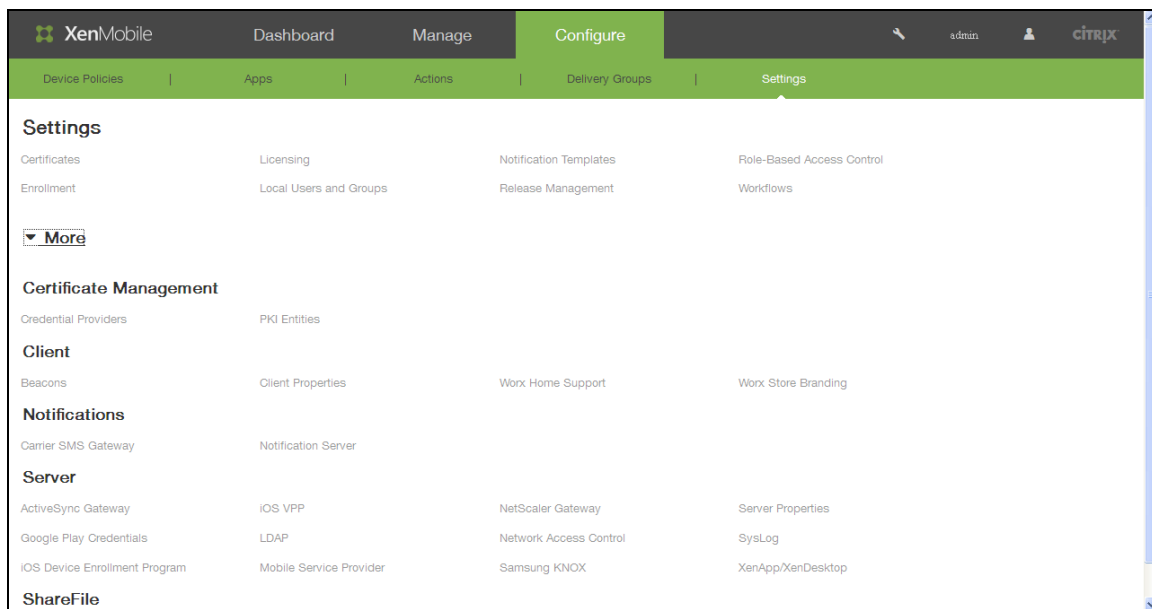 XenMobile Dashboard Manage Configure admin CİTRIX
Device Policies | Apps | Actions | Delivery Groups | Settings
Settings
Certificates Licensing Notification Templates Role-Based Access Control
Enrollment Local Users and Groups Release Management Workflows
More
Certificate Management
Credential Providers PKI Entities
Client
Beacons Client Properties Worx Home Support Worx Store Branding
Notifications
Carrier SMS Gateway Notification Server
Server
ActiveSync Gateway iOS VPP NetScaler Gateway Server Properties
Google Play Credentials LDAP Network Access Control SysLog
iOS Device Enrollment Program Mobile Service Provider Samsung KNOX XenApp/XenDesktop
ShareFile